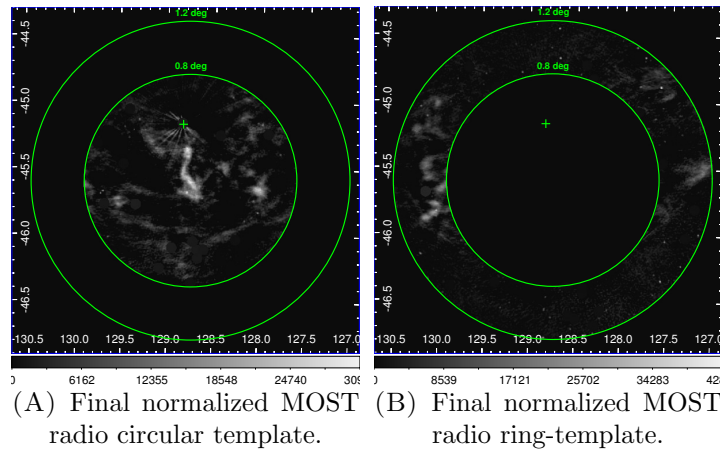 1.2 deg
0.8 deg
-44.5
-45.0
-45.5
-46.0
-46.5
130.5 130.0 129.5 129.0 128.5 128.0 127.5 127.0
6162 12355 18548 24740
(A) Final normalized MOST
radio circular template.
1.2 deg
0.8 deg
-44.5
-45.0
-45.5
-46.0
-46.5
130.5 130.0 129.5 129.0 128.5 128.0 127.5 127.0
8539 17121 25702 34283
(B) Final normalized MOST
radio ring-template.